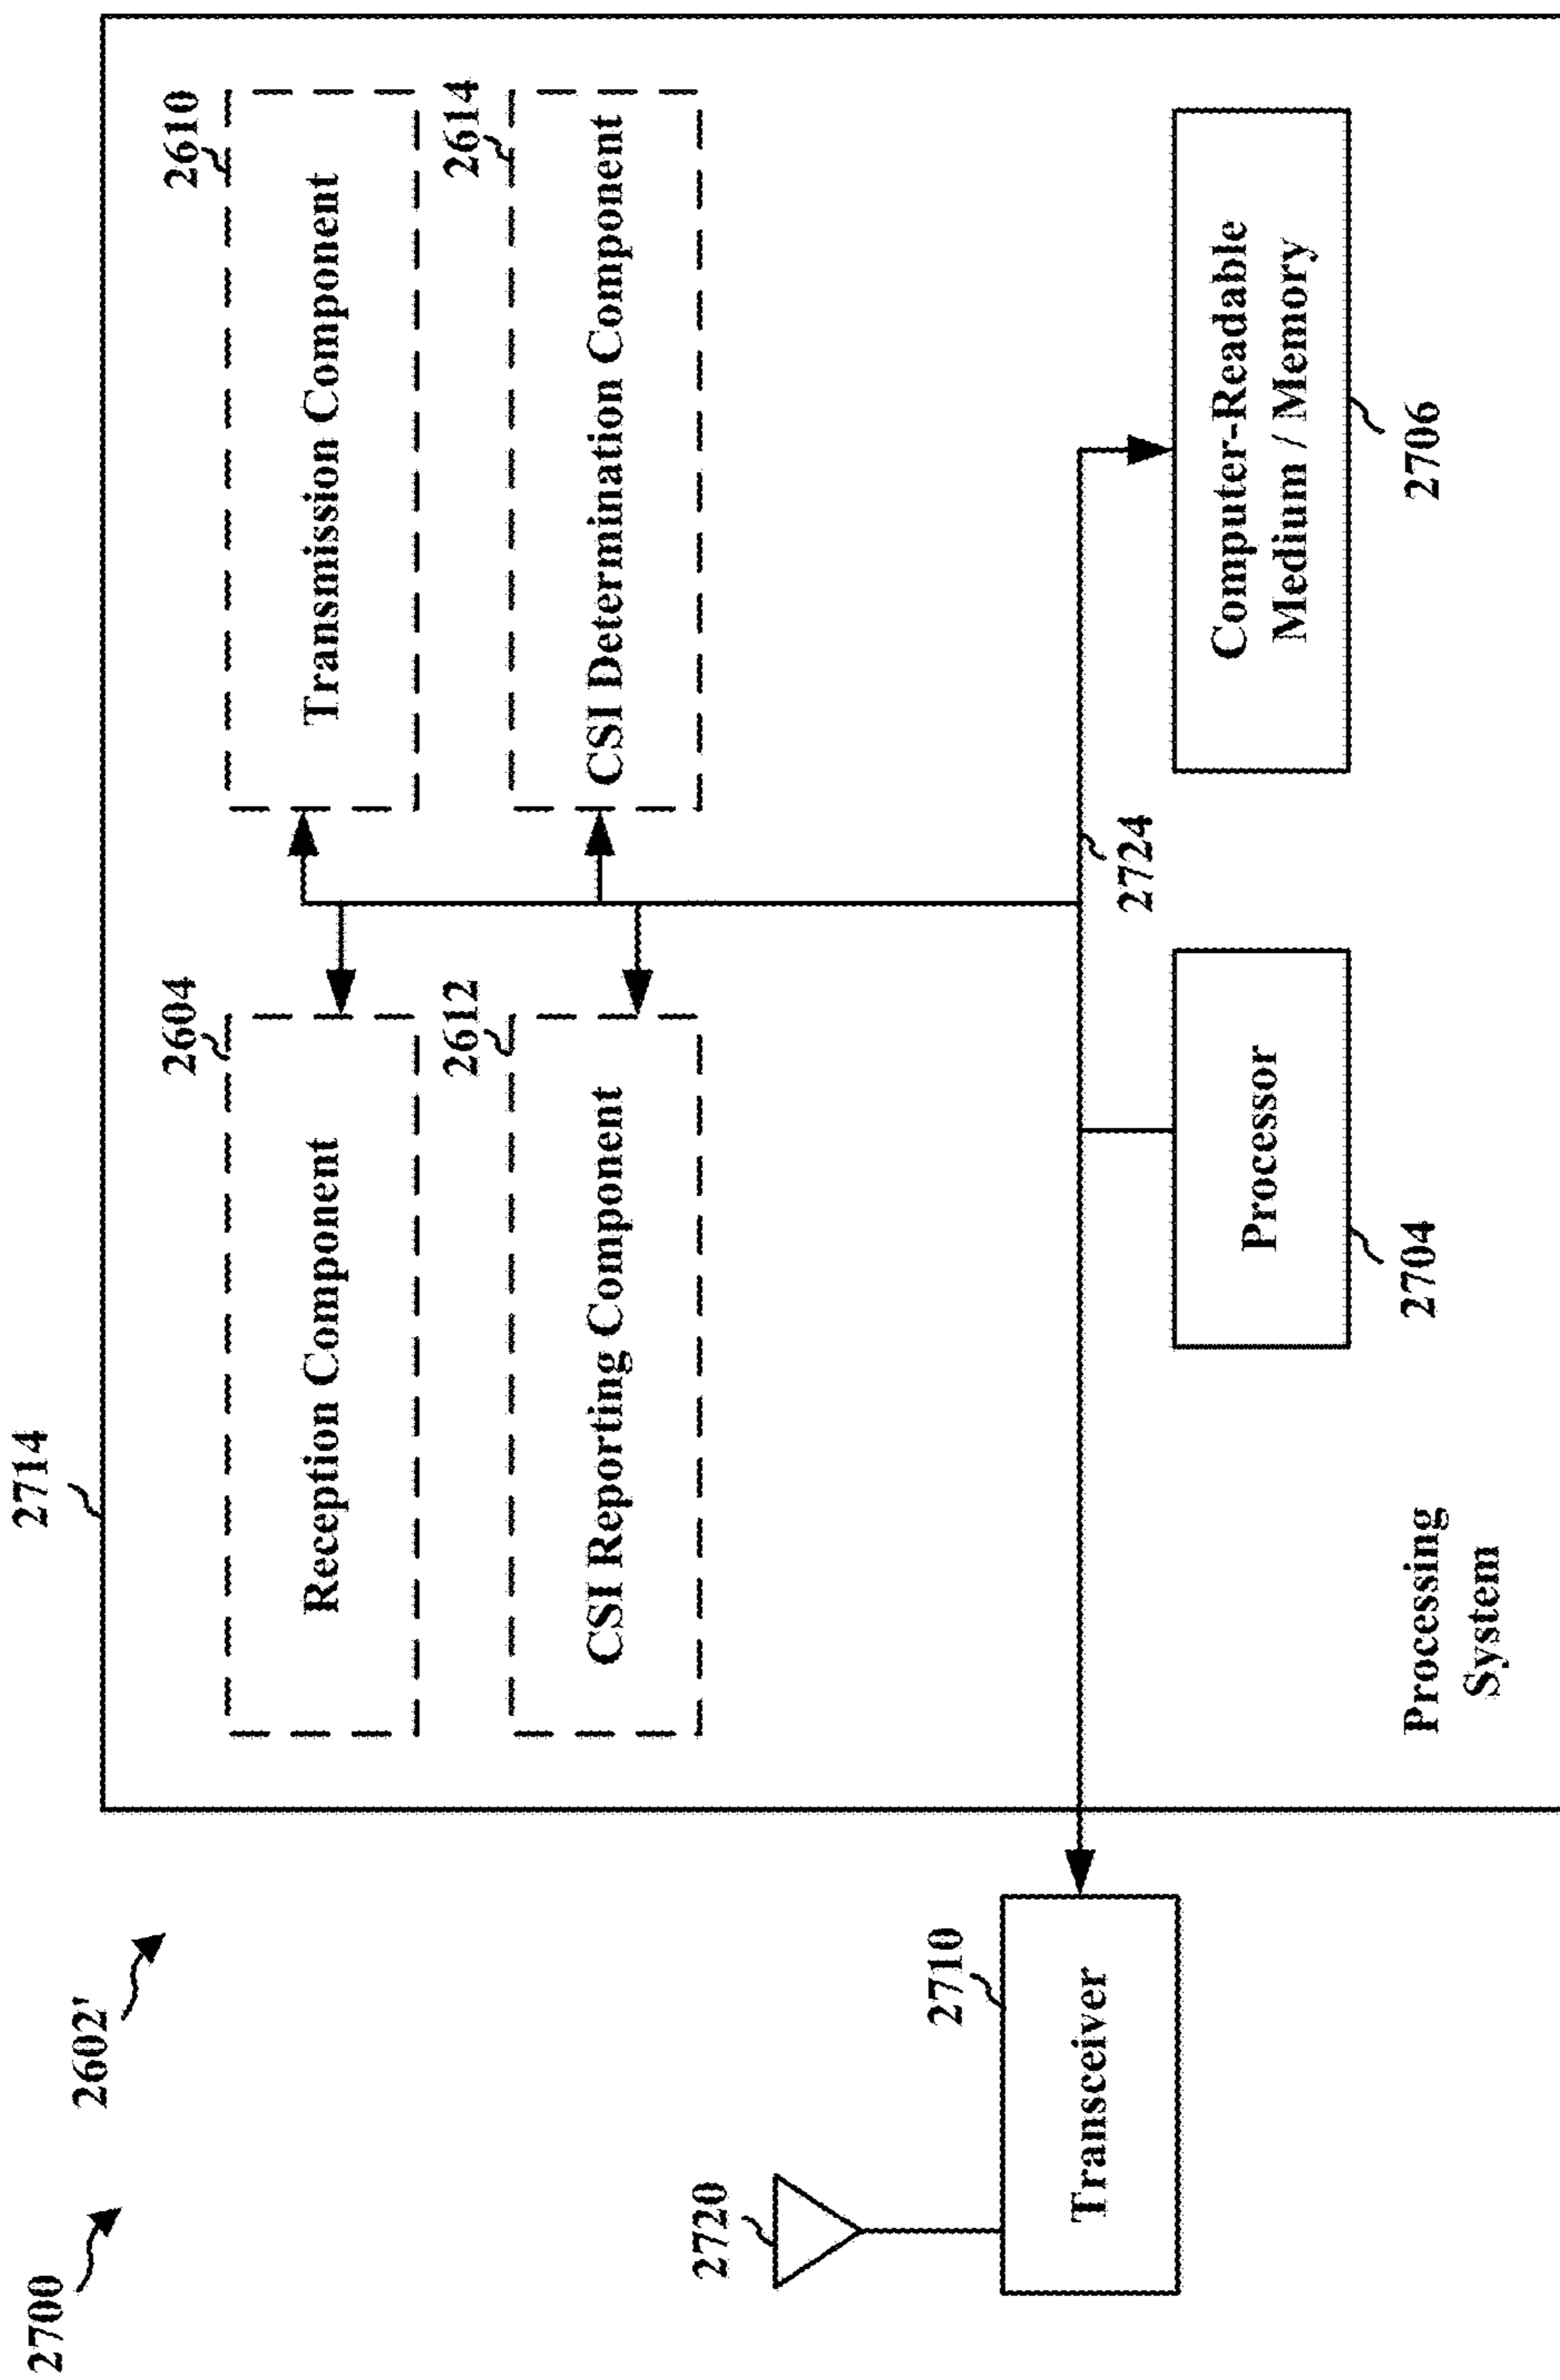 2700
2602'
2714
2604
Reception Component
2610
Transmission Component
2612
CSI Reporting Component
2614
CSI Determination Component
2720
2710
Transceiver
2724
Processor
2704
Computer-Readable
Medium / Memory
2706
Processing
System